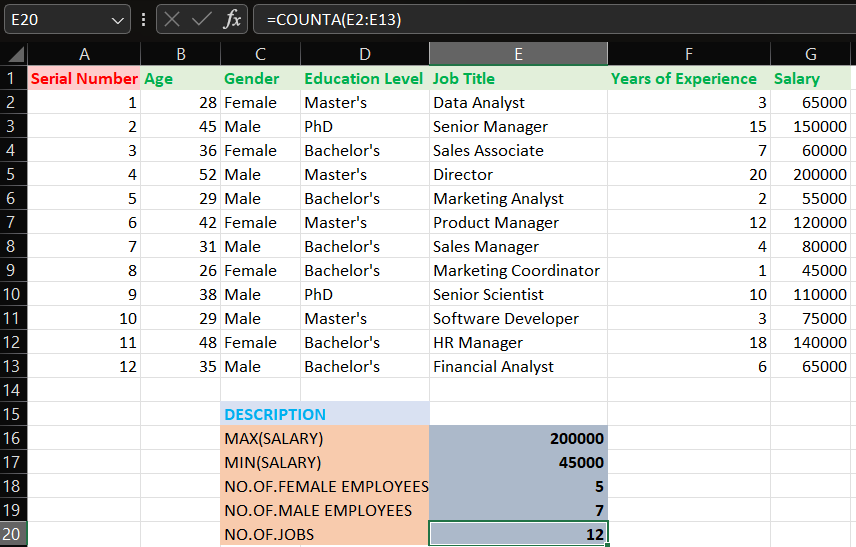 E20 fx =COUNTA(E2:E13)
A B C D E F G
1 Serial Number Age Gender Education Level Job Title Years of Experience Salary
2 1 28 Female Master's Data Analyst 3 65000
3 2 45 Male PhD Senior Manager 15 150000
4 3 36 Female Bachelor's Sales Associate 7 60000
5 4 52 Male Master's Director 20 200000
6 5 29 Male Bachelor's Marketing Analyst 2 55000
7 6 42 Female Master's Product Manager 12 120000
8 7 31 Male Bachelor's Sales Manager 4 80000
9 8 26 Female Bachelor's Marketing Coordinator 1 45000
10 9 38 Male PhD Senior Scientist 10 110000
11 10 29 Male Master's Software Developer 3 75000
12 11 48 Female Bachelor's HR Manager 18 140000
13 12 35 Male Bachelor's Financial Analyst 6 65000
14
15 DESCRIPTION
16 MAX(SALARY) 200000
17 MIN(SALARY) 45000
18 NO.OF.FEMALE EMPLOYEES 5
19 NO.OF.MALE EMPLOYEES 7
20 NO.OF.JOBS 12